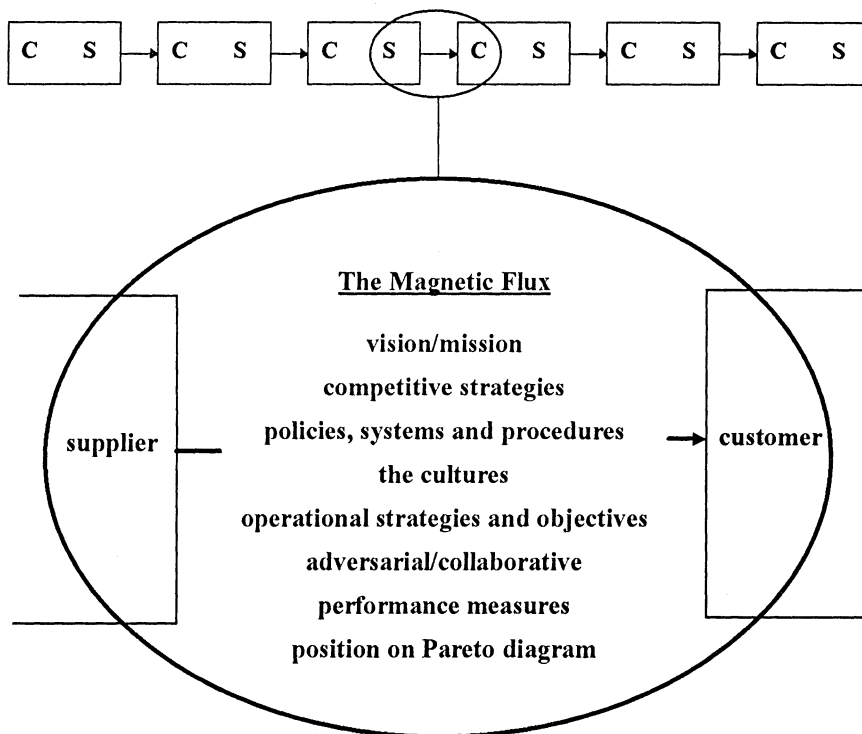 C S C S C S C S C S C S
The Magnetic Flux
vision/mission
competitive strategies
policies, systems and procedures
supplier
customer
the cultures
operational strategies and objectives
adversarial/collaborative
performance measures
position on Pareto diagram